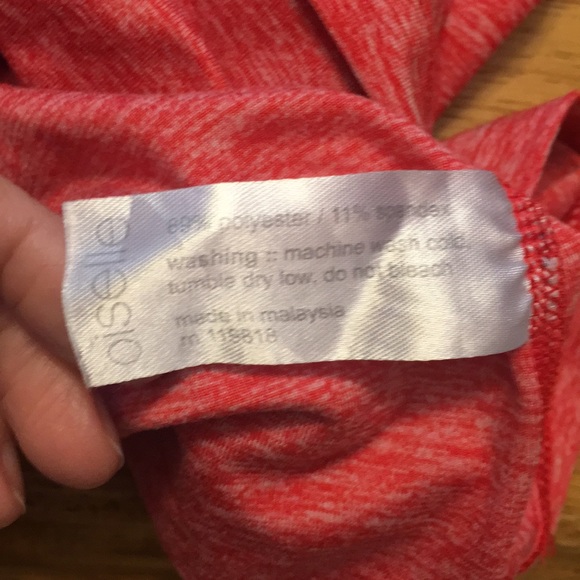 oiselle
89% polyester / 11% spandex
washing :: machine wash cold,
tumble dry low, do not bleach
made in malaysia
rn 119818